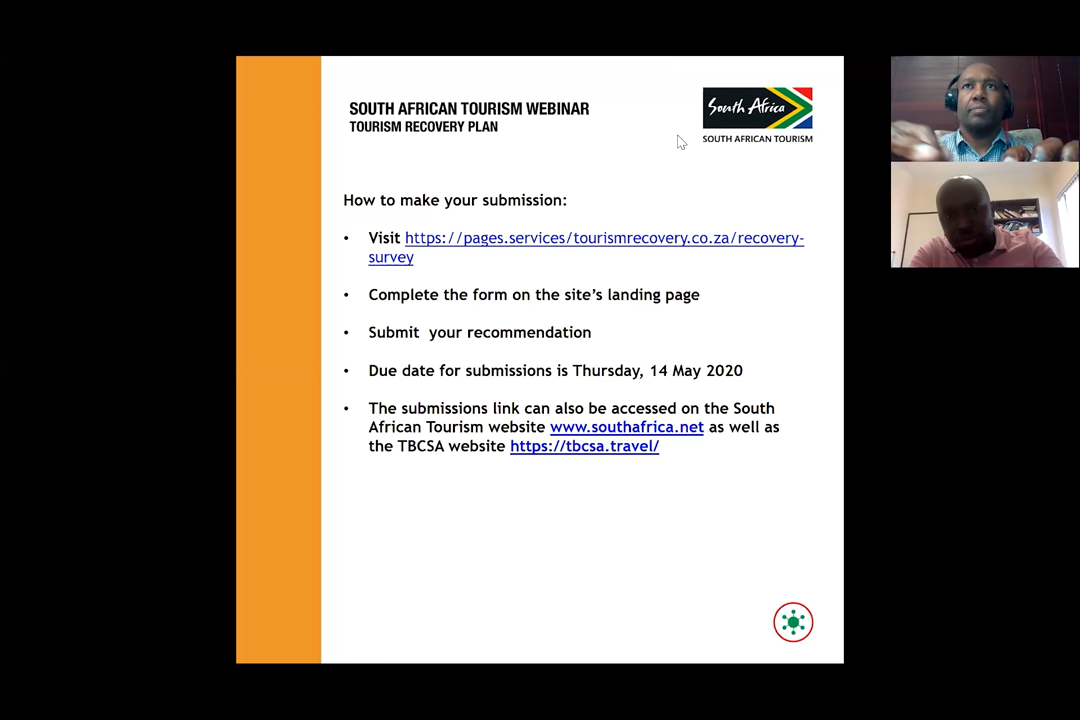 SOUTH AFRICAN TOURISM WEBINAR
TOURISM RECOVERY PLAN
South Africa
SOUTH AFRICAN TOURISM
How to make your submission:
• Visit https://pages.services/tourismrecovery.co.za/recovery-
survey
• Complete the form on the site's landing page
• Submit  your recommendation
• Due date for submissions is Thursday, 14 May 2020
• The submissions link can also be accessed on the South
African Tourism website www.southafrica.net as well as
the TBCSA website https://tbcsa.travel/